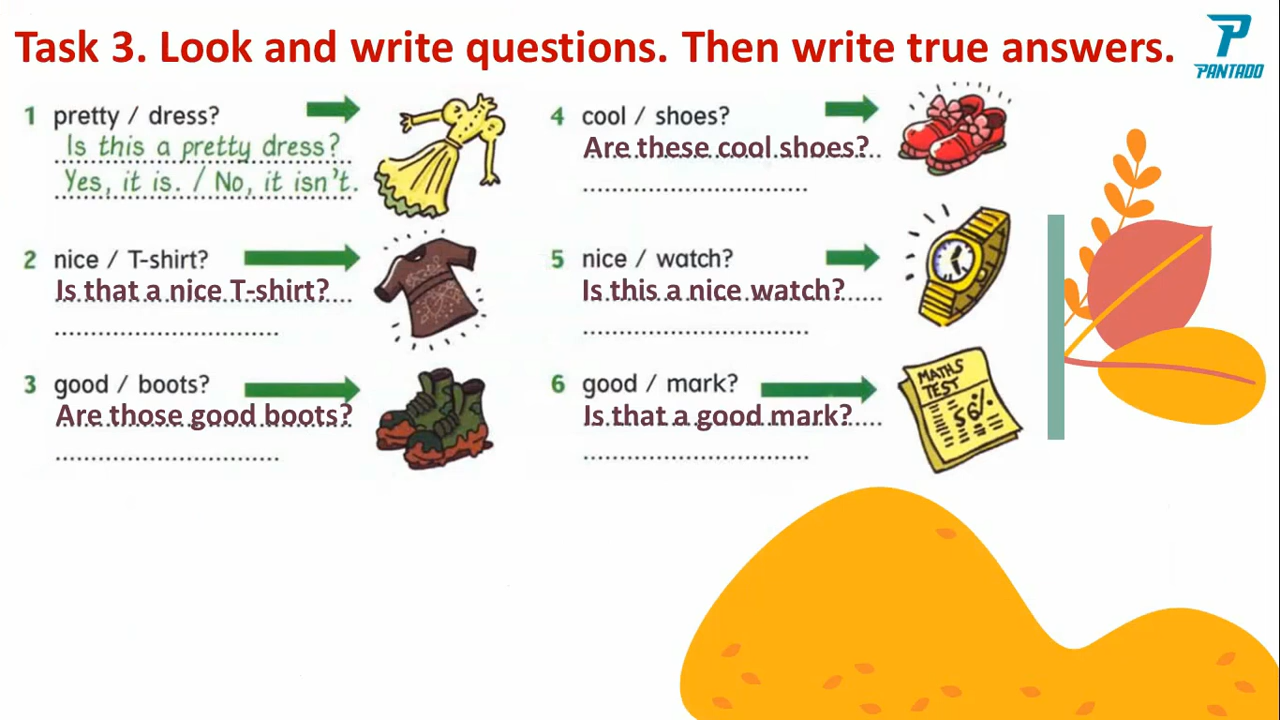 Task 3. Look and write questions. Then write true answers.
PANTADO
1 pretty / dress?
Is this a pretty dress?
Yes, it is. / No, it isn't.
2 nice / T-shirt?
Is that a nice T-shirt?
3 good / boots?
Are those good boots?
4 cool / shoes?
Are these cool shoes?
5 nice / watch?
Is this a nice watch?
6 good / mark?
Is that a good mark?
MATHS
TEST
56%